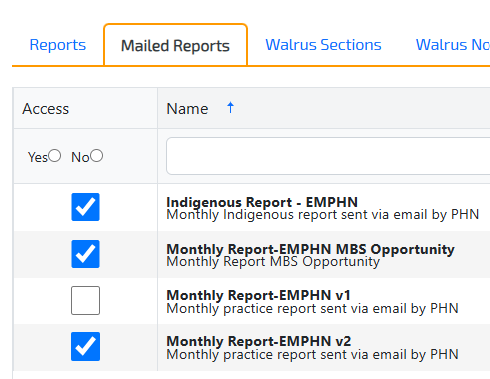 Reports Mailed Reports Walrus Sections Walrus No
Access Name ↑
Yes No
Indigenous Report - EMPHN
Monthly Indigenous report sent via email by PHN
Monthly Report-EMPHN MBS Opportunity
Monthly Report MBS Opportunity
Monthly Report-EMPHN v1
Monthly practice report sent via email by PHN
Monthly Report-EMPHN v2
Monthly practice report sent via email by PHN